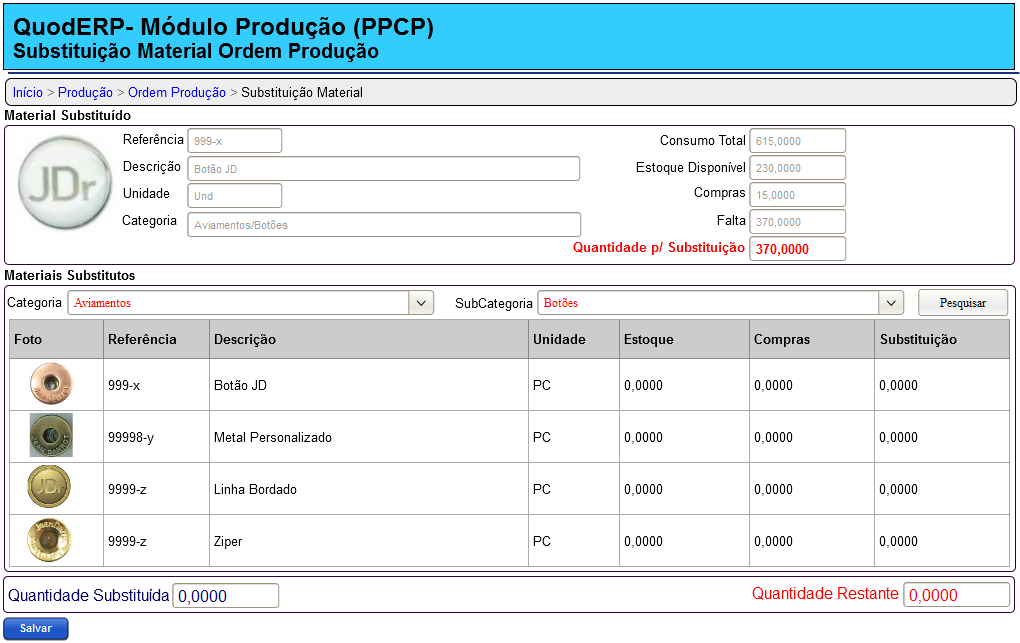 QuodERP- Módulo Produção (PPCP)
Substituição Material Ordem Produção
Início > Produção > Ordem Produção > Substituição Material
Material Substituído
JDr
Referência 999-x Consumo Total 615,0000
Descrição Botão JD Estoque Disponível 230,0000
Unidade Und Compras 15,0000
Categoria Aviamentos/Botões Falta 370,0000
Quantidade p/ Substituição 370,0000
Materiais Substitutos
Categoria Aviamentos SubCategoria Botões Pesquisar
Foto Referência Descrição Unidade Estoque Compras Substituição
999-x Botão JD PC 0,0000 0,0000 0,0000
99998-y Metal Personalizado PC 0,0000 0,0000 0,0000
JDr 9999-z Linha Bordado PC 0,0000 0,0000 0,0000
9999-z Ziper PC 0,0000 0,0000 0,0000
Quantidade Substituída 0,0000 Quantidade Restante 0,0000
Salvar